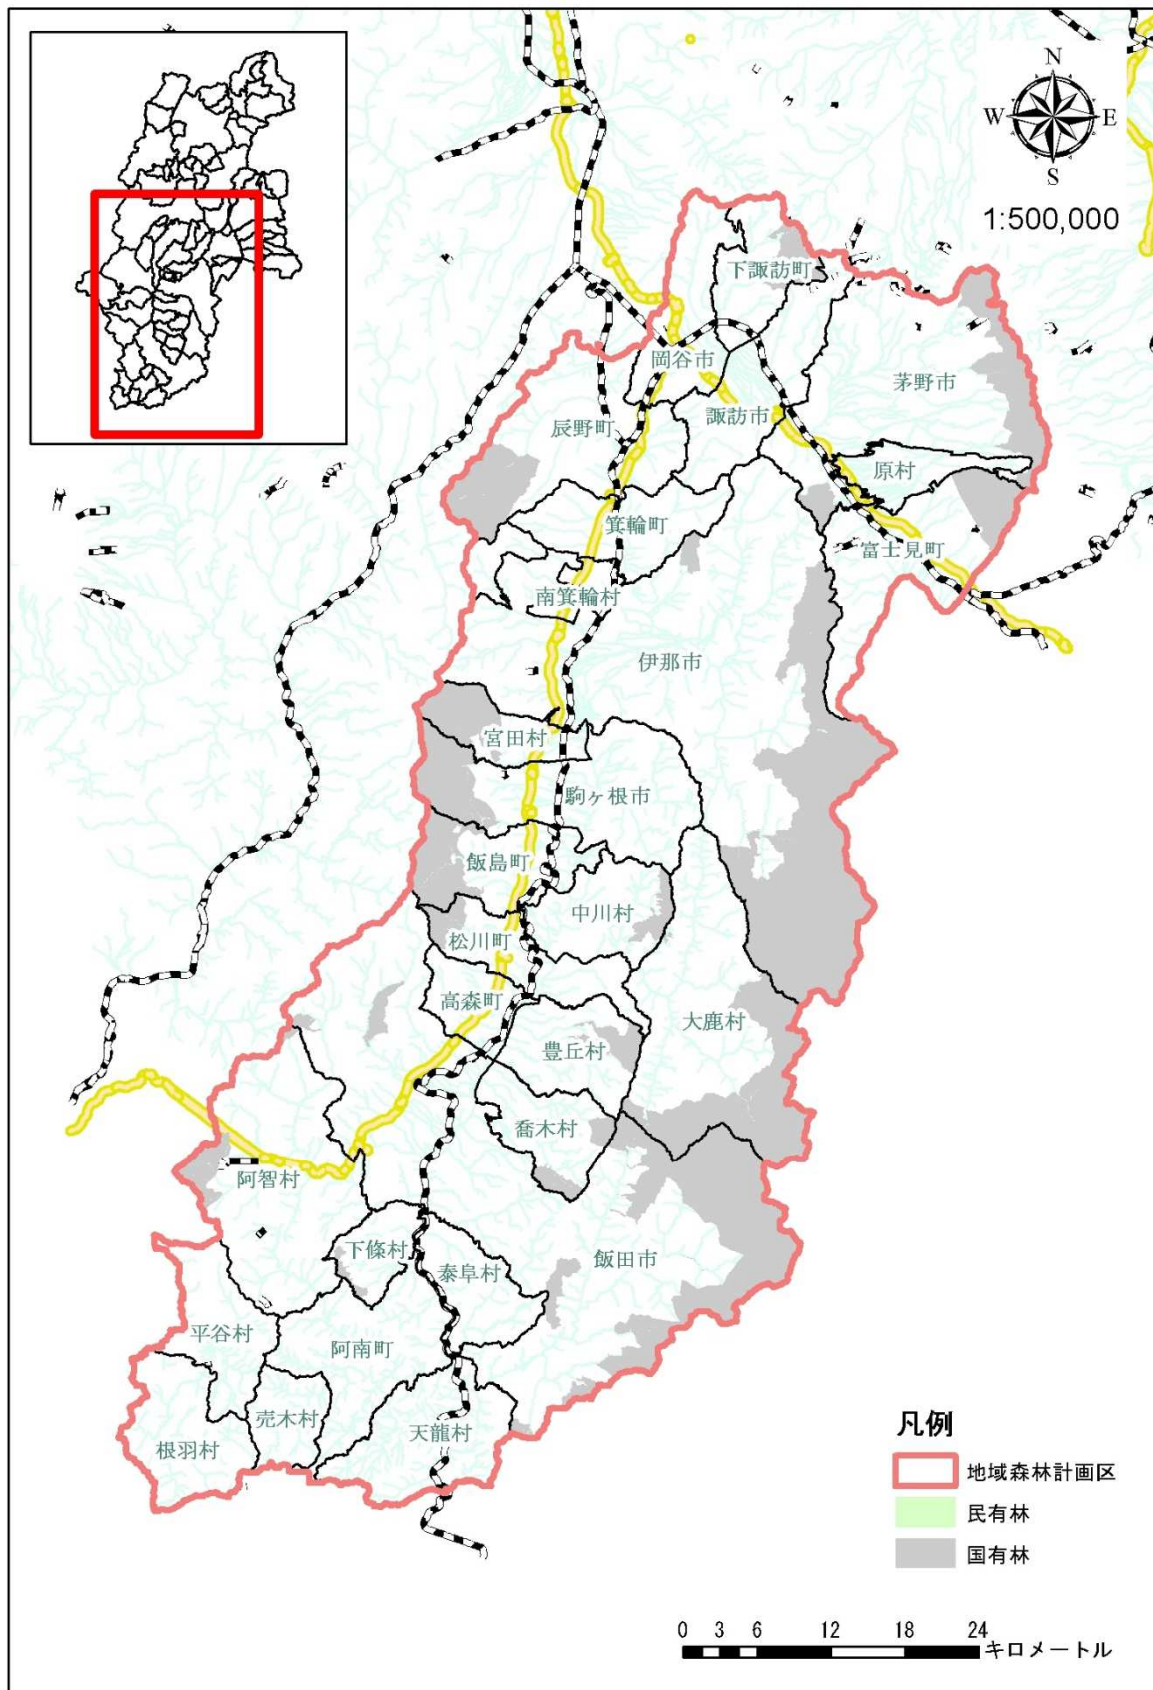 N
W E
S
1:500,000
下諏訪町
岡谷市
茅野市
辰野町
諏訪市
原村
箕輪町
富士見町
南箕輪村
伊那市
宮田村
駒ヶ根市
飯島町
中川村
松川町
高森町
大鹿村
豊丘村
喬木村
阿智村
下條村
飯田市
泰阜村
平谷村
阿南町
売木村
天龍村
根羽村
凡例
地域森林計画区
民有林
国有林
0 3 6 12 18 24
キロメートル